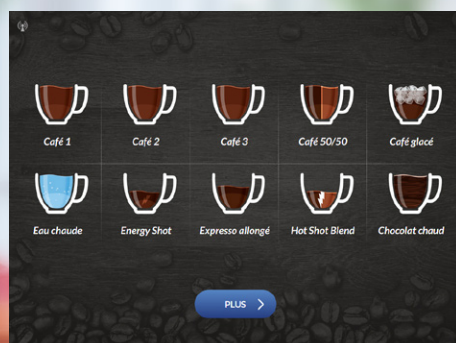 Café 1
Café 2
Café 3
Café 50/50
Café glacé
Eau chaude
Energy Shot
Expresso allongé
Hot Shot Blend
Chocolat chaud
PLUS